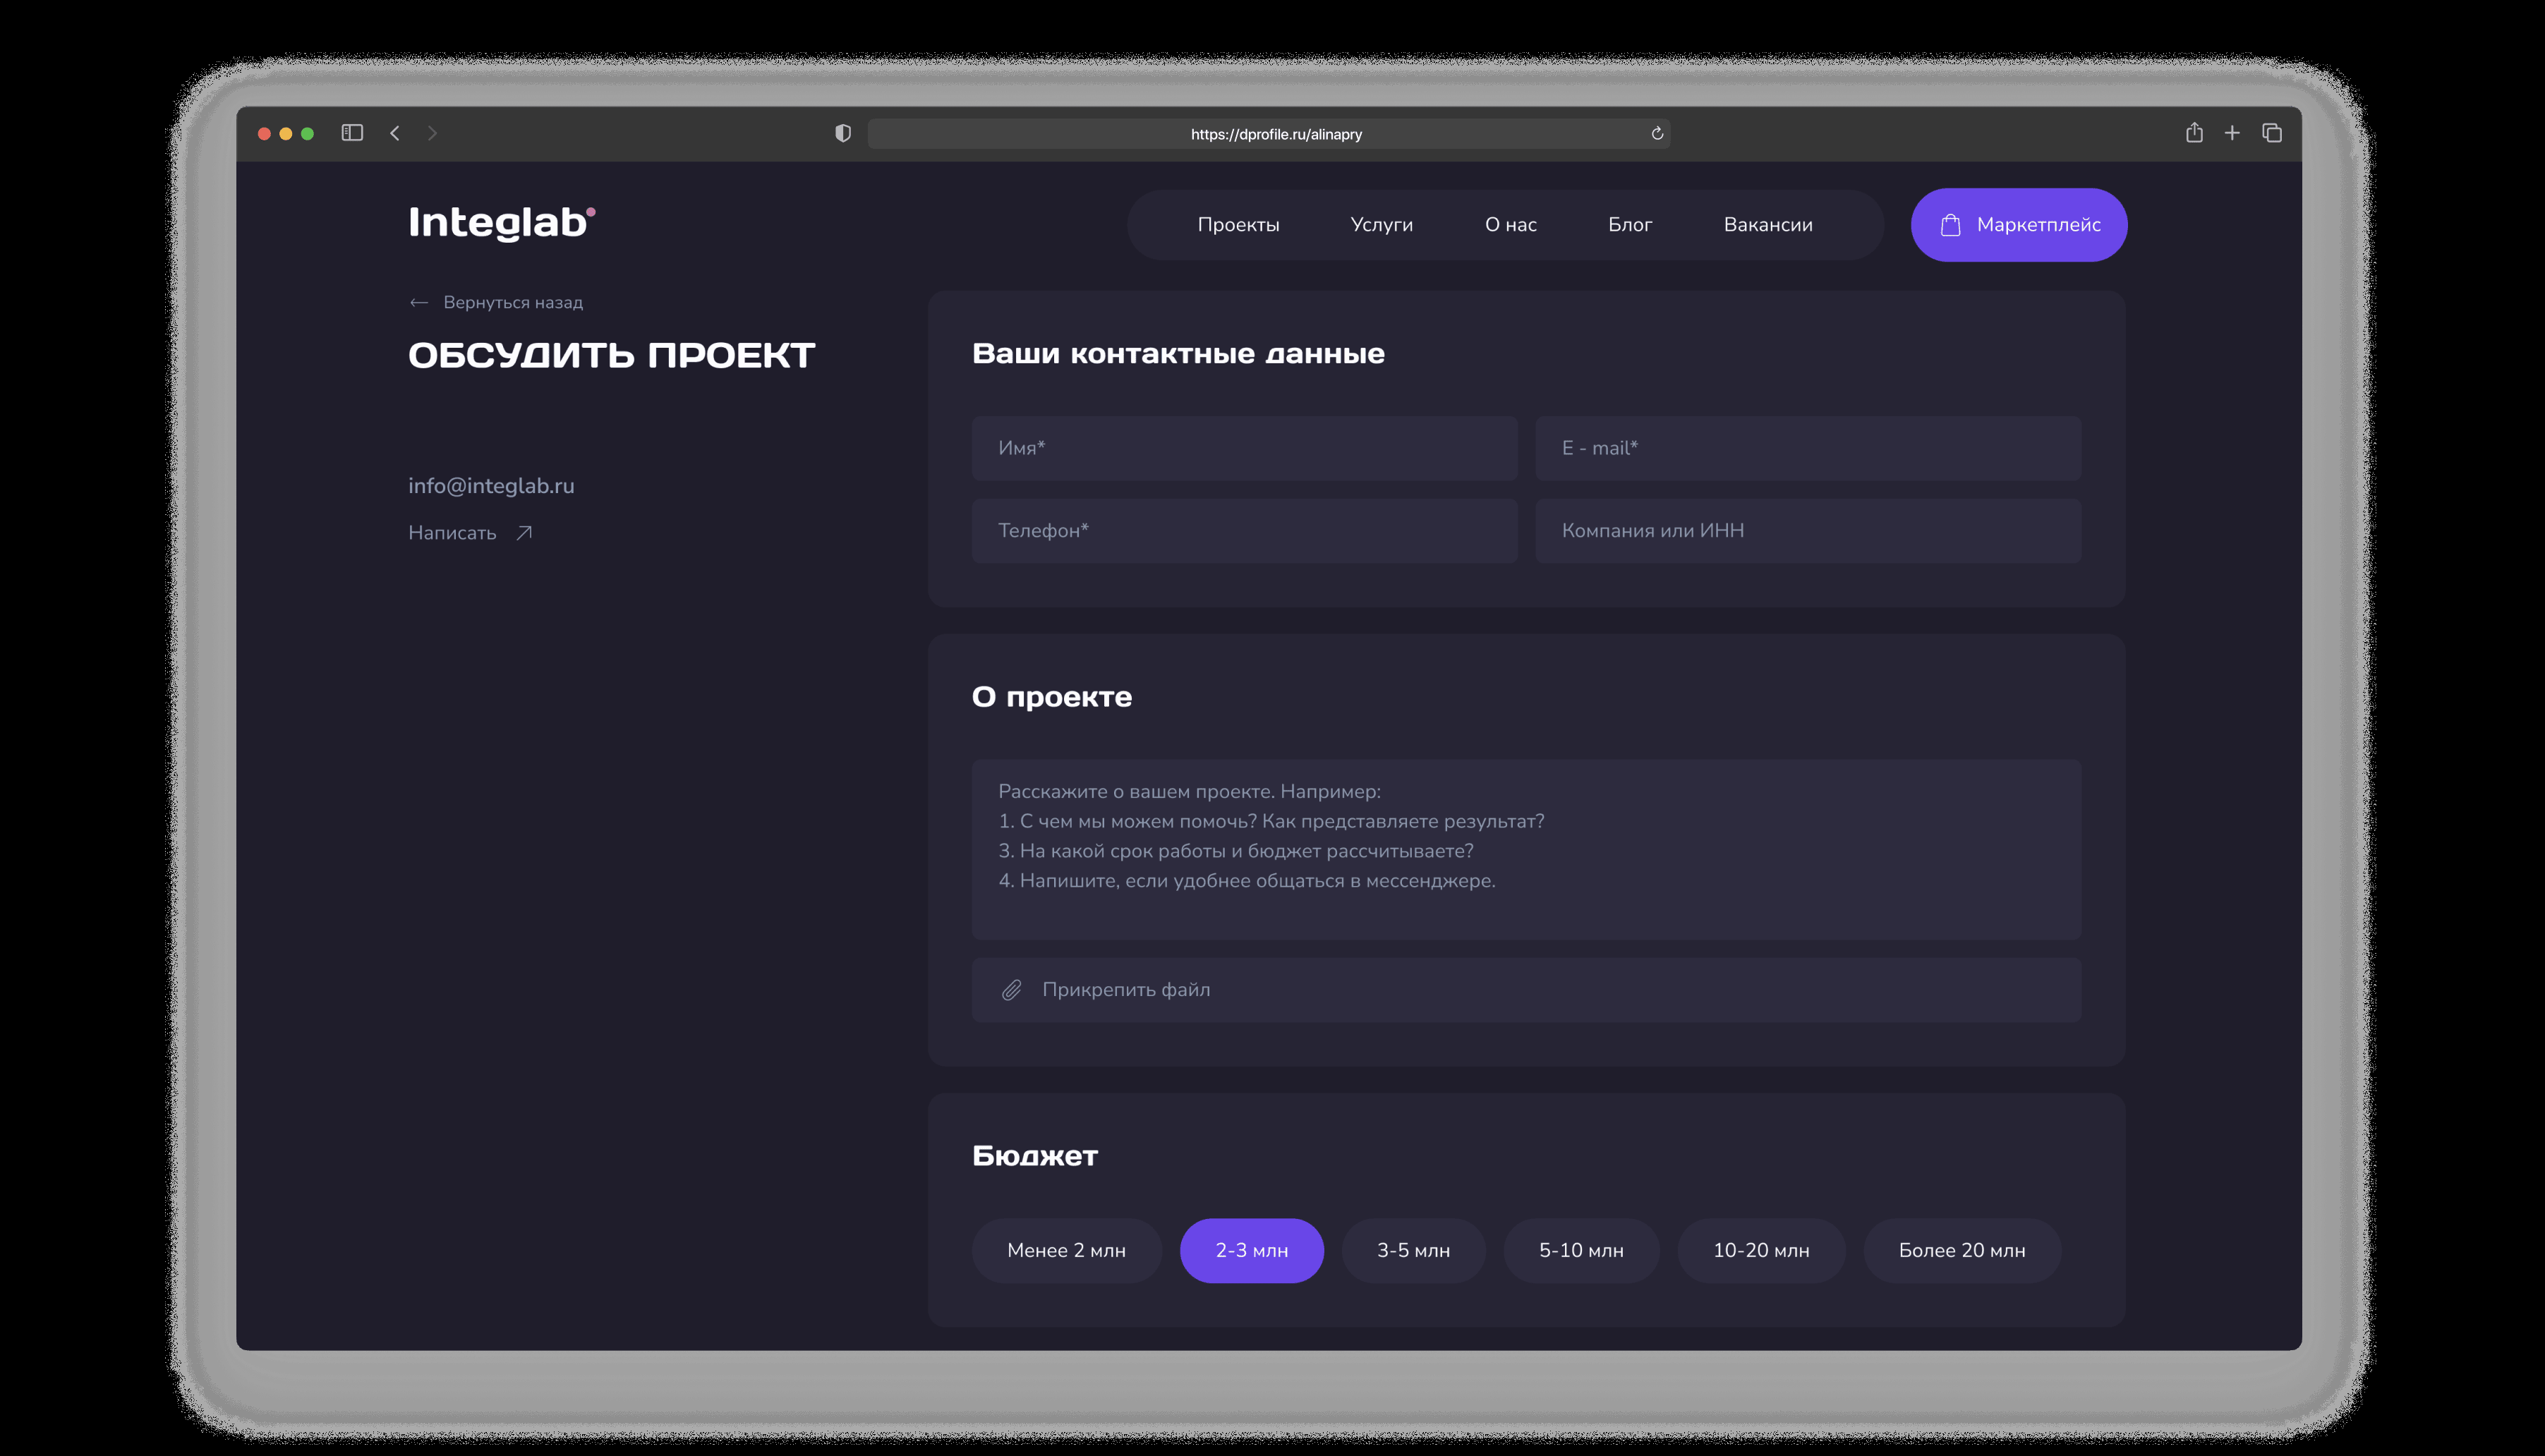 https://dprofile.ru/alinapry
Integlab
Проекты Услуги О нас Блог Вакансии Маркетплейс
Вернуться назад
ОБСУДИТЬ ПРОЕКТ
info@integlab.ru
Написать
Ваши контактные данные
Имя* E - mail*
Телефон* Компания или ИНН
О проекте
Расскажите о вашем проекте. Например:
1. С чем мы можем помочь? Как представляете результат?
3. На какой срок работы и бюджет рассчитываете?
4. Напишите, если удобнее общаться в мессенджере.
Прикрепить файл
Бюджет
Менее 2 млн 2-3 млн 3-5 млн 5-10 млн 10-20 млн Более 20 млн